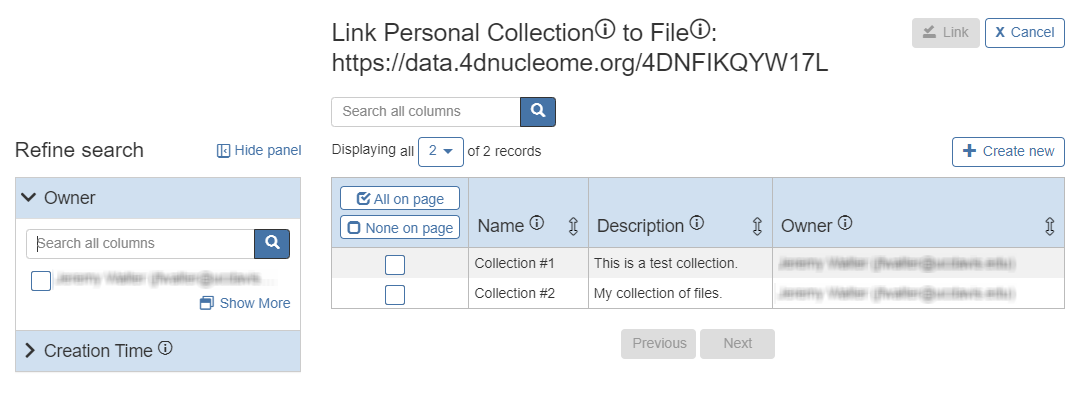 Link Personal Collection to File:
https://data.4dnucleome.org/4DNFIKQYW17L
Link
X Cancel
Search all columns
Refine search
Hide panel
Displaying all 2 of 2 records
Create new
Owner
Search all columns
Show More
Creation Time
All on page
None on page
Name
Description
Owner
Collection #1
This is a test collection.
Collection #2
My collection of files.
Previous
Next